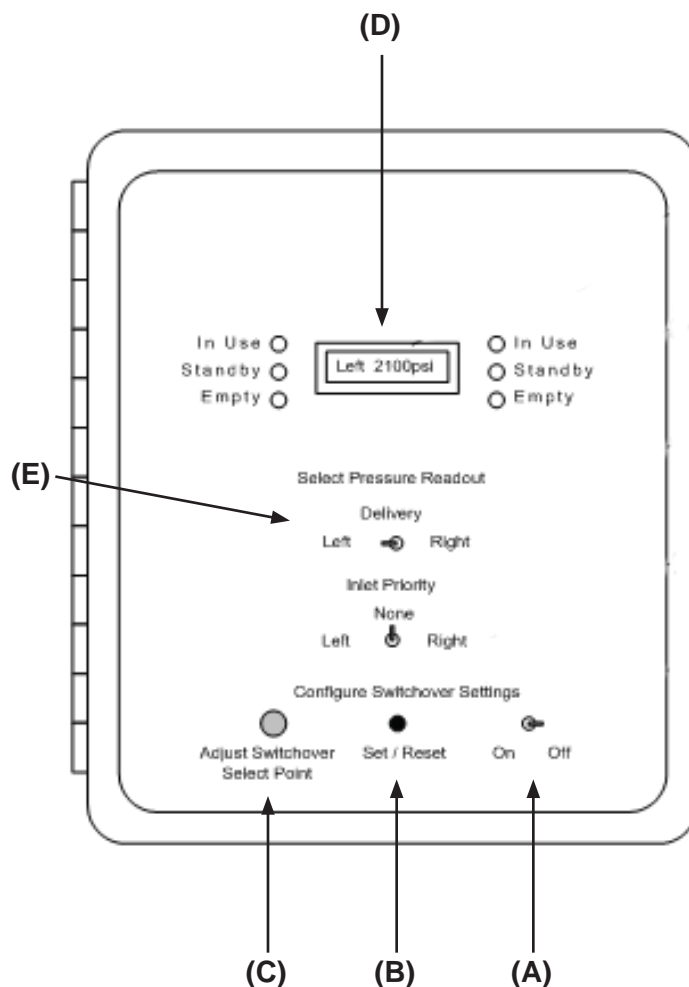 (D)
In Use
Standby
Empty
Left 2100psi
In Use
Standby
Empty
(E)
Select Pressure Readout
Delivery
Left Right
Inlet Priority
None
Left Right
Configure Switchover Settings
Adjust Switchover
Select Point
Set / Reset
On Off
(C) (B) (A)